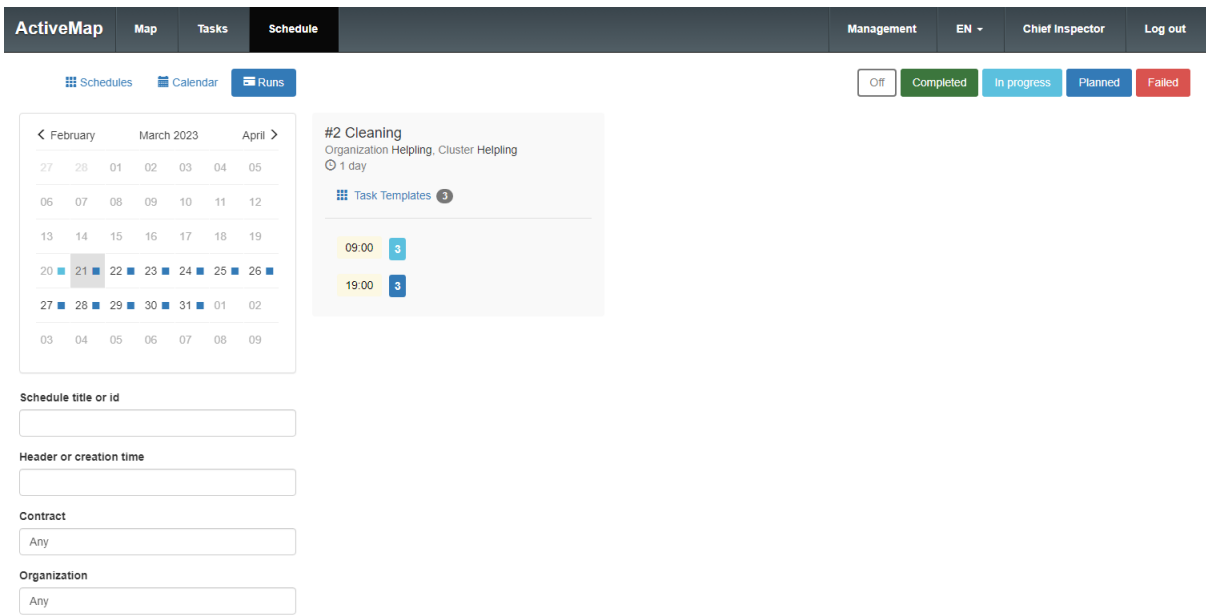 ActiveMap Map Tasks Schedule Management EN Chief Inspector Log out
Schedules Calendar Runs Off Completed In progress Planned Failed
February March 2023 April
27 28 01 02 03 04 05
06 07 08 09 10 11 12
13 14 15 16 17 18 19
20 21 22 23 24 25 26
27 28 29 30 31 01 02
03 04 05 06 07 08 09
#2 Cleaning
Organization Helpling, Cluster Helpling
1 day
Task Templates 3
09:00 3
19:00 3
Schedule title or id
Header or creation time
Contract
Any
Organization
Any